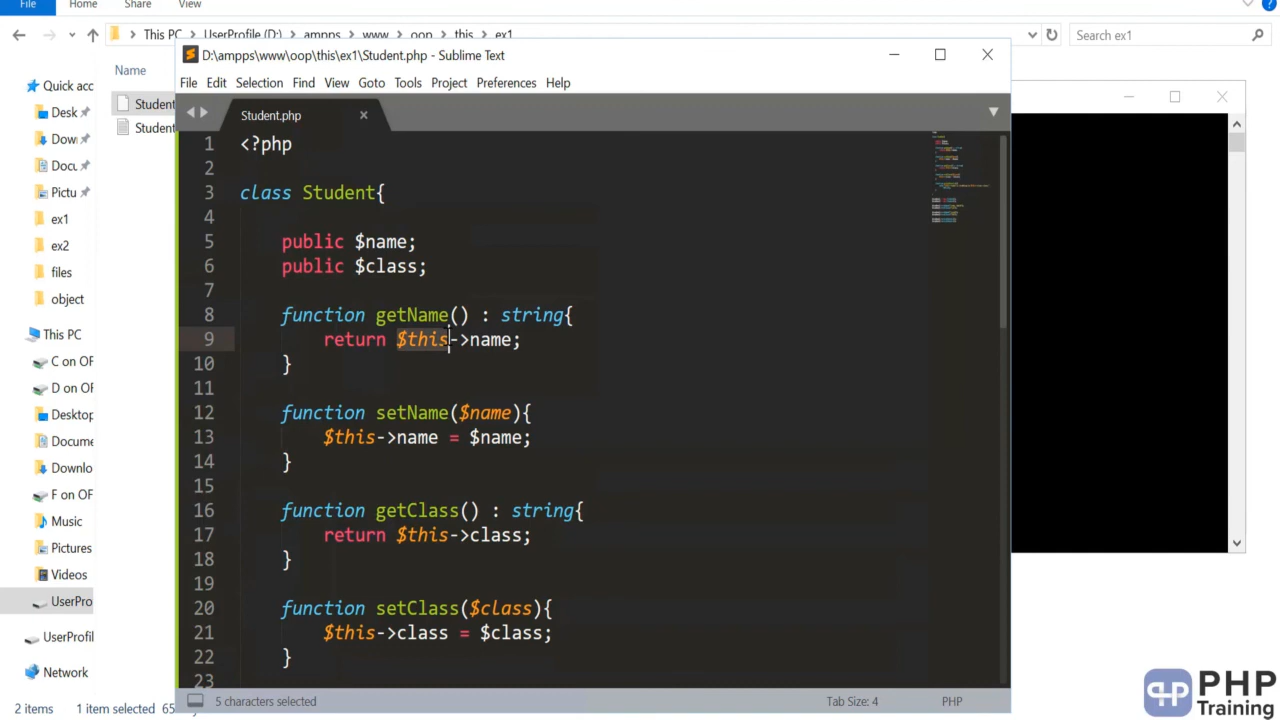 File Home Share View
This PC UserProfile (D:) ampps www oop this ex1 Search ex1
D:\ampps\www\oop\this\ex1\Student.php - Sublime Text
File Edit Selection Find View Goto Tools Project Preferences Help
Name
Quick acc
Student
Student
Desk
Dow
Docu
Pictu
ex1
ex2
files
object
This PC
C on OF
D on OF
Desktop
Docume
Downlo
F on OF
Music
Pictures
Videos
UserPro
UserProfil
Network
2 items 1 item selected 65
Student.php
1 <?php
2
3 class Student{
4
5 public $name;
6 public $class;
7
8 function getName() : string{
9 return $this->name;
10 }
11
12 function setName($name){
13 $this->name = $name;
14 }
15
16 function getClass() : string{
17 return $this->class;
18 }
19
20 function setClass($class){
21 $this->class = $class;
22 }
23
5 characters selected Tab Size: 4 PHP
PHP
Training